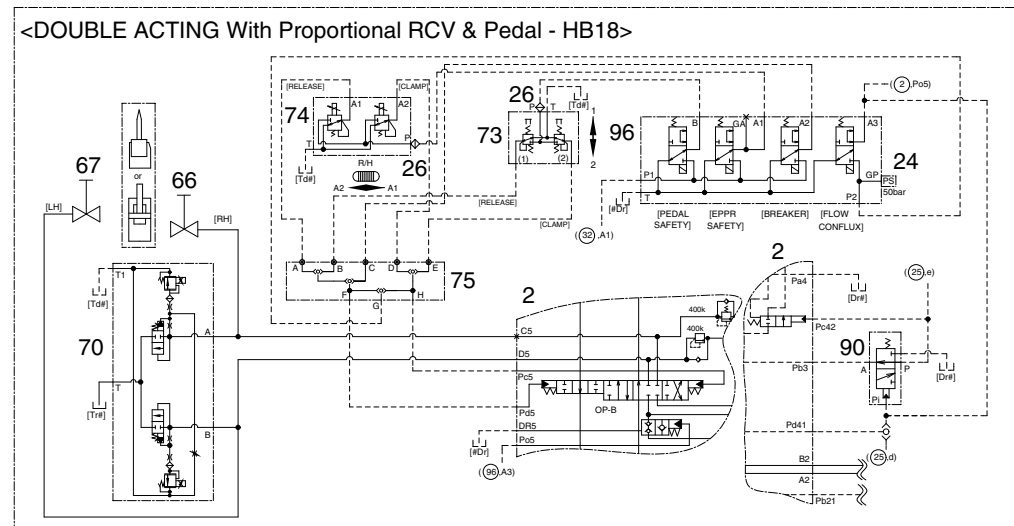 <DOUBLE ACTING With Proportional RCV & Pedal - HB18>
[RELEASE]
[CLAMP]
74
A1
A2
T
P
[Td#]
26
R/H
A2
A1
26
P
T
[Td#]
73
(1)
(2)
1
2
[RELEASE]
[CLAMP]
96
B
GA
A1
A2
A3
((2),Po5)
24
GP
PS
50bar
P1
T
P2
[#Dr]
[PEDAL SAFETY]
[EPPR SAFETY]
[BREAKER]
[FLOW CONFLUX]
((32),A1)
67
or
66
[LH]
[RH]
A
B
C
D
E
F
G
H
75
T1
[Td#]
70
A
T
[Tr#]
B
2
400k
400k
C5
D5
Pc5
Pd5
OP-B
DR5
[#Dr]
Po5
((96),A3)
2
Pa4
[Dr#]
((25),e)
Pc42
90
Pb3
A
P
[Dr#]
Pi
Pd41
((25),d)
B2
A2
Pb21